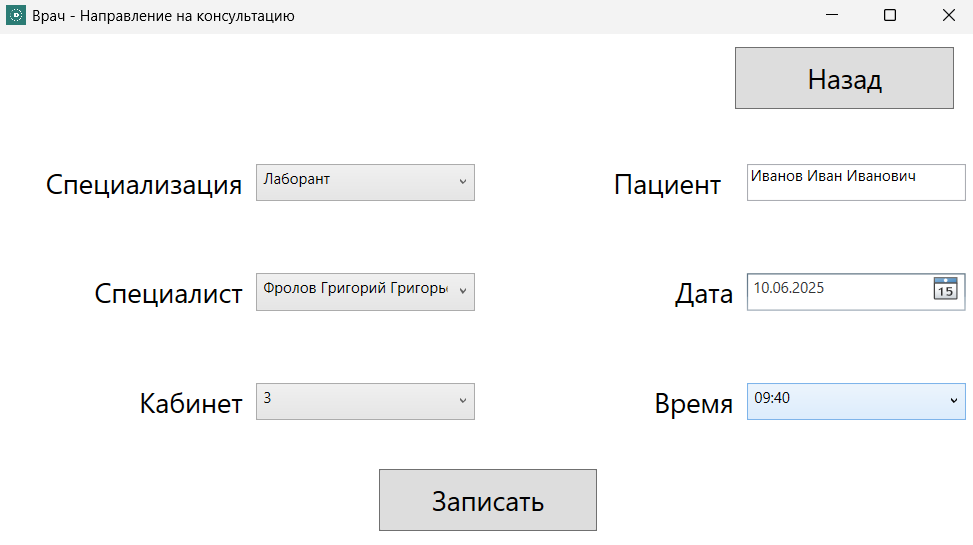 Врач - Направление на консультацию
Назад
Специализация Лаборант Пациент Иванов Иван Иванович
Специалист Фролов Григорий Григорь Дата 10.06.2025 15
Кабинет 3 Время 09:40
Записать